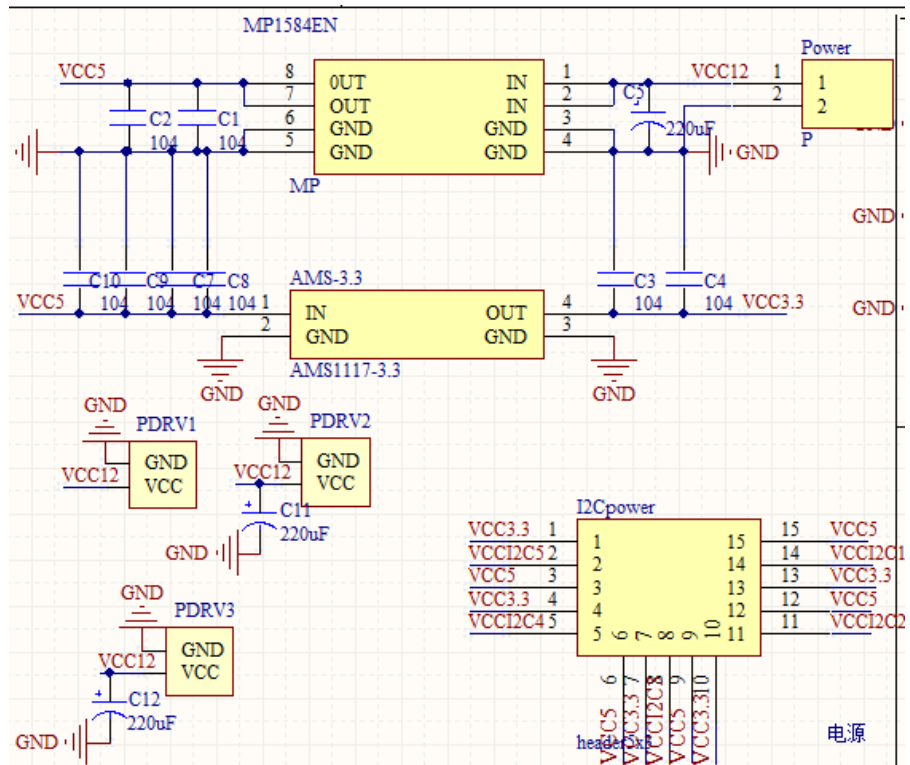 MP1584EN
Power
VCC5
8
0UT
IN
1
VCC12
1
1
7
OUT
IN
2
C5
2
2
C2
C1
6
GND
GND
3
220uF
104
104
5
GND
GND
4
GND
P
MP
GND
C10
C9
C7
C8
AMS-3.3
C3
C4
VCC5
104
104
104
104
1
IN
OUT
4
104
104
VCC3.3
GND
2
GND
GND
3
GND
AMS1117-3.3
GND
GND
PDRV1
GND
PDRV2
GND
GND
VCC12
VCC
VCC12
VCC
C11
220uF
GND
I2Cpower
VCC3.3
1
1
15
15
VCC5
VCCI2C5
2
2
14
14
VCCI2C1
VCC5
3
3
13
13
VCC3.3
VCC3.3
4
4
12
12
VCC5
VCCI2C4
5
5
6
7
8
9
10
11
11
VCCI2C2
6
7
9
10
VCC5
VCC3.3
VCC5
VCC3.3
GND
PDRV3
GND
VCC12
VCC
C12
220uF
GND
电源